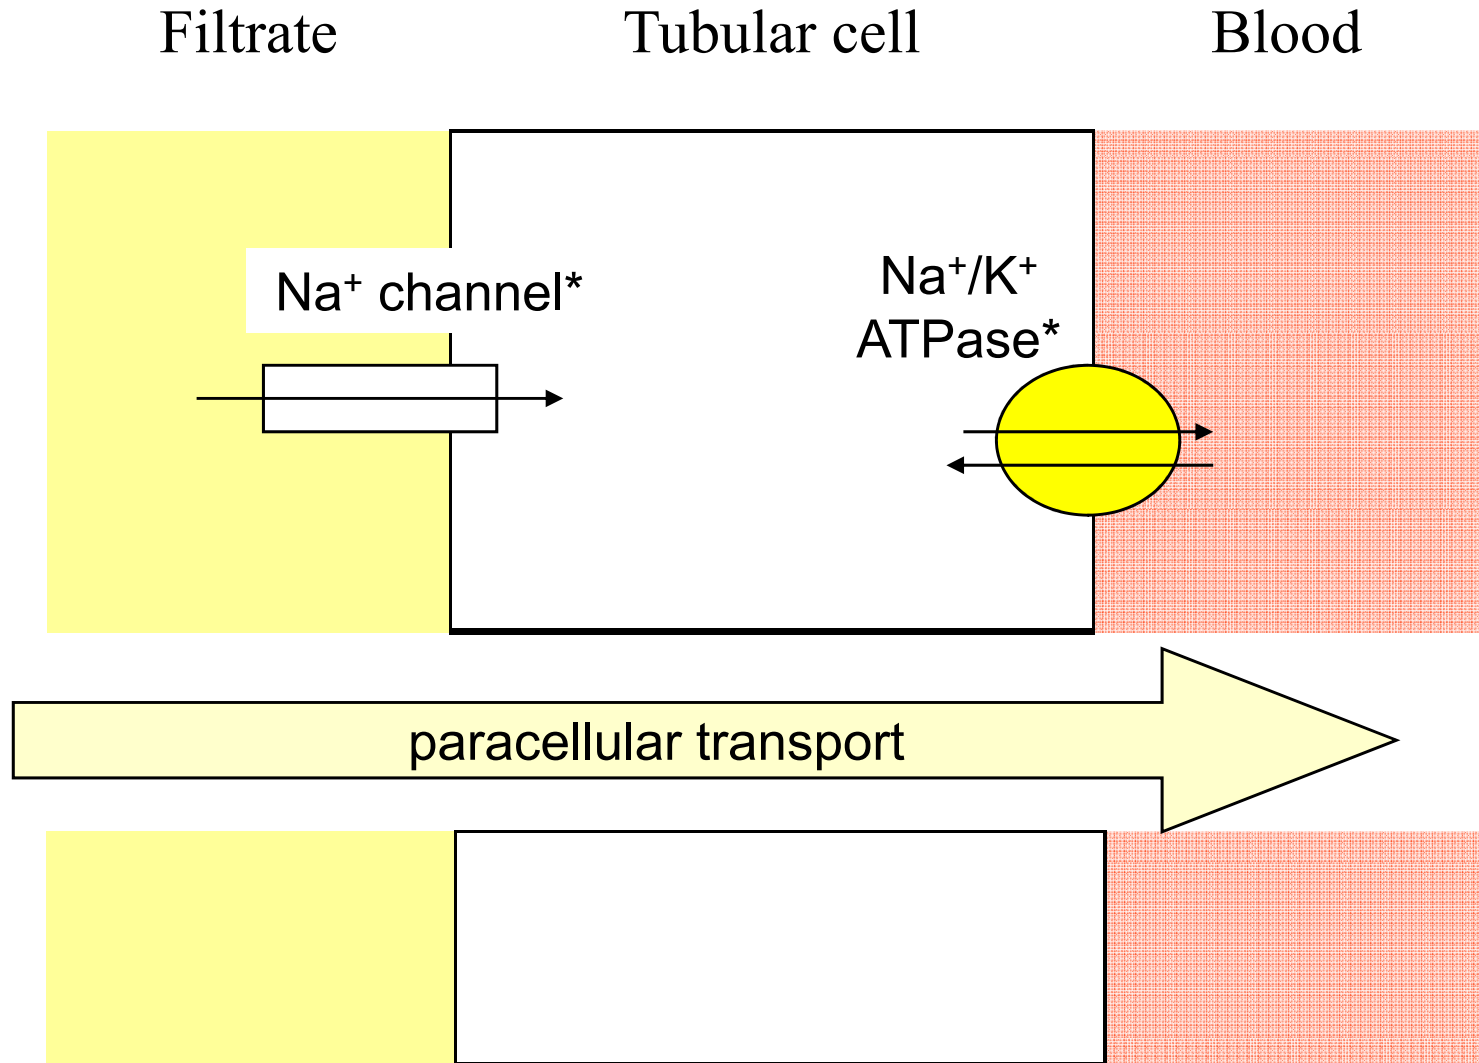 Filtrate Tubular cell Blood
Na⁺ channel*
Na⁺/K⁺
ATPase*
paracellular transport